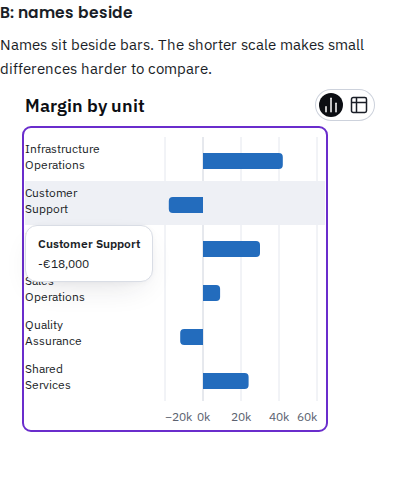 B: names beside
Names sit beside bars. The shorter scale makes small
differences harder to compare.
Margin by unit
Infrastructure
Operations
Customer
Support
Customer Support
-€18,000
Operations
Quality
Assurance
Shared
Services
−20k 0k 20k 40k 60k